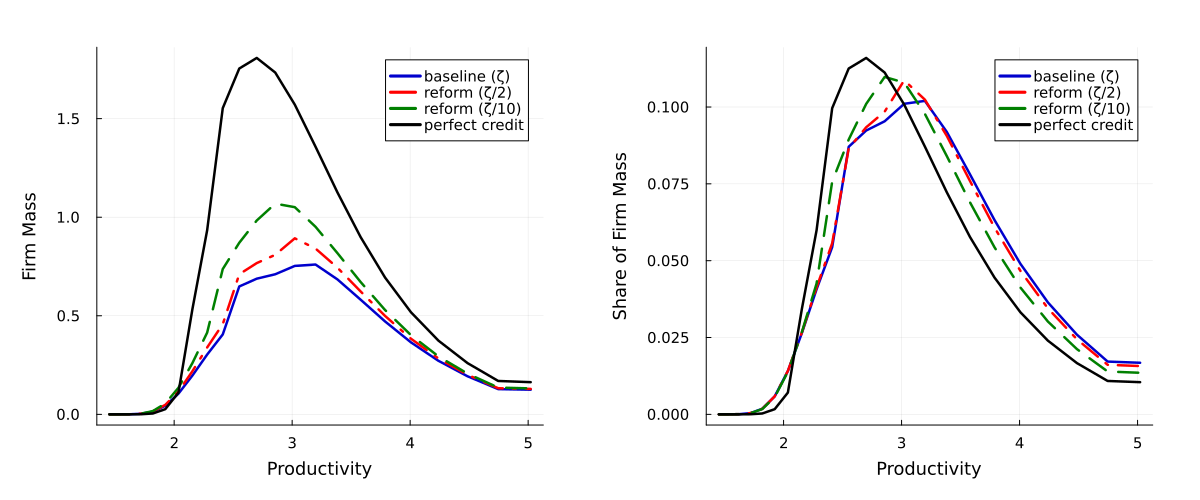 baseline (ζ)
reform (ζ/2)
reform (ζ/10)
perfect credit
Firm Mass
1.5
1.0
0.5
0.0
2 3 4 5
Productivity
baseline (ζ)
reform (ζ/2)
reform (ζ/10)
perfect credit
Share of Firm Mass
0.100
0.075
0.050
0.025
0.000
2 3 4 5
Productivity